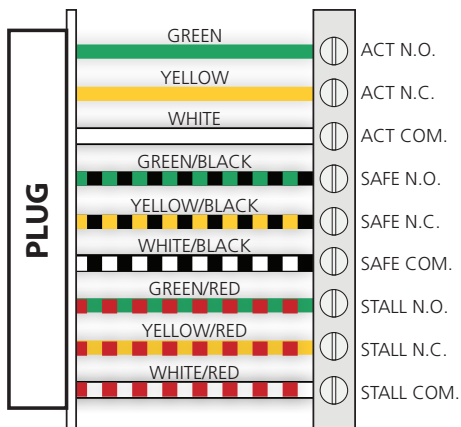 PLUG
GREEN
ACT N.O.
YELLOW
ACT N.C.
WHITE
ACT COM.
GREEN/BLACK
SAFE N.O.
YELLOW/BLACK
SAFE N.C.
WHITE/BLACK
SAFE COM.
GREEN/RED
STALL N.O.
YELLOW/RED
STALL N.C.
WHITE/RED
STALL COM.